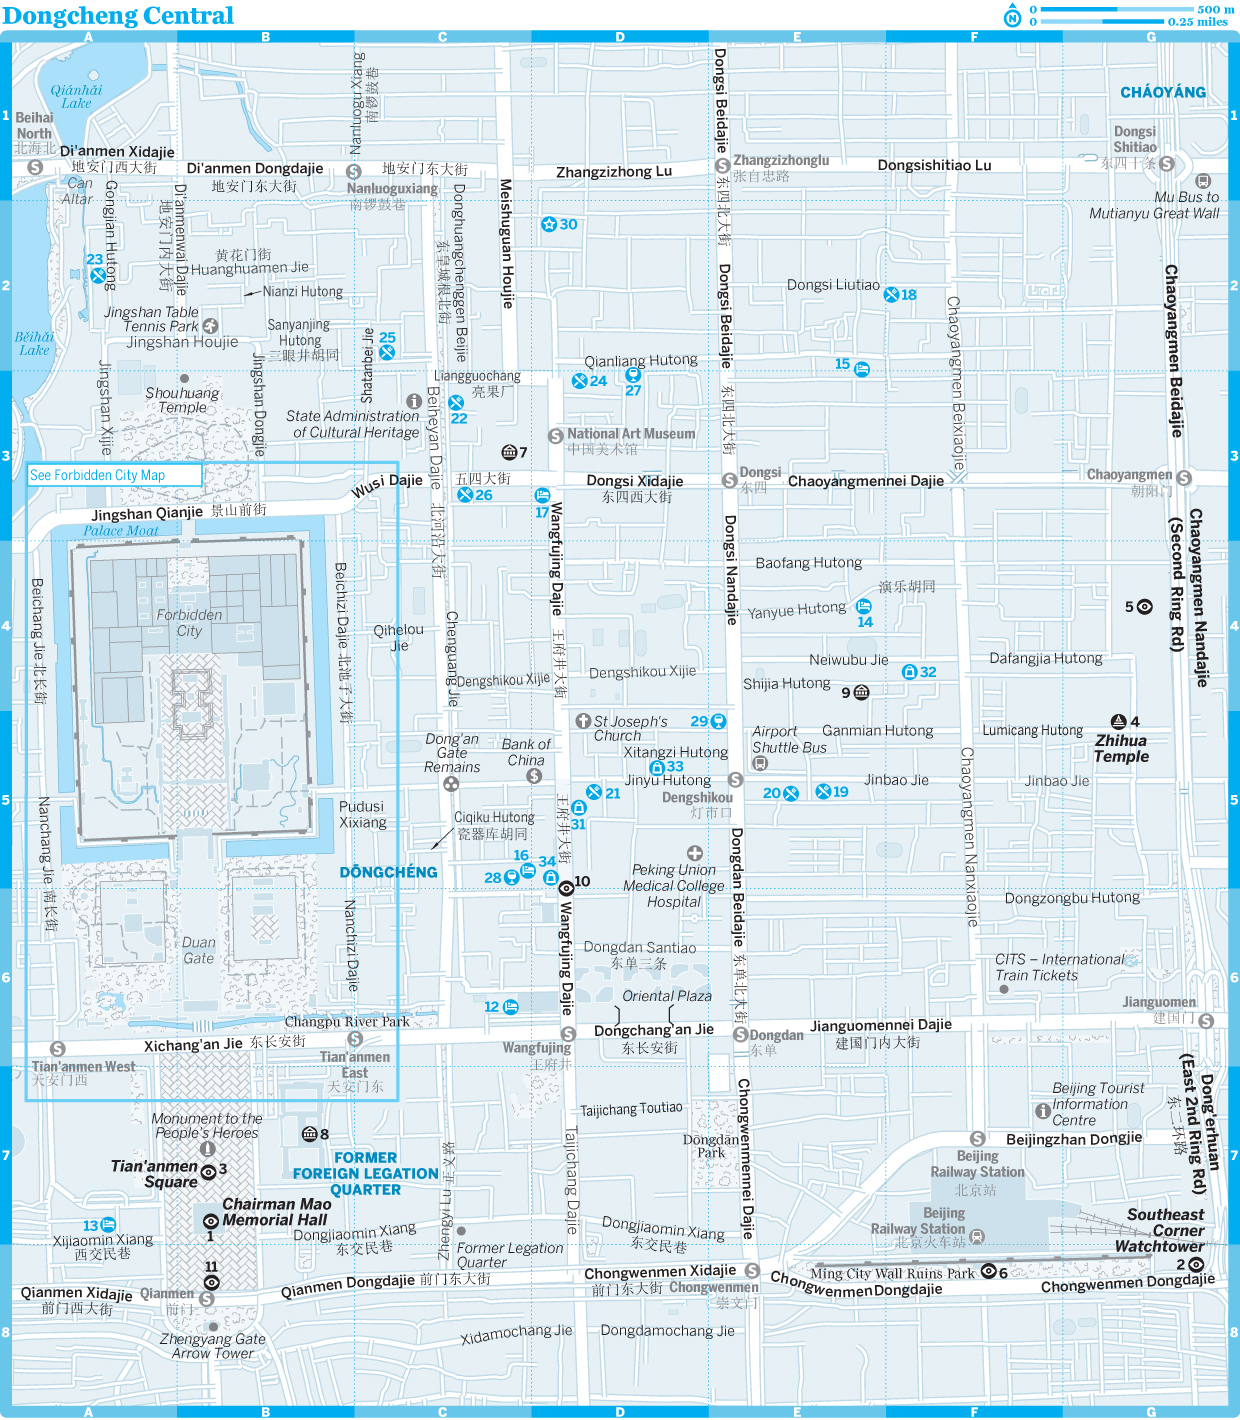 Dongcheng Central
0 500 m
0 0.25 miles
N
A B C D E F G
1
Qiánhǎi
Lake
CHÁOYÁNG
Beihai
North
北海北
Nanluogu Xiang
南锣鼓巷
Dongsi Beidajie
Dongsi
Shitiao
东四十条
Di'anmen Xidajie
地安门西大街
Di'anmen Dongdajie
地安门东大街
地安门东大街
Zhangzizhong Lu
Zhangzizhonglu
张自忠路
Dongsishitiao Lu
Nanluoguxiang
南锣鼓巷
Can
Altar
Mu Bus to
Mutianyu Great Wall
Gongjian Hutong
Di'anmenwai Dajie
地安门内大街
Donghuangchenggen Beijie
东皇城根北街
Meishuguan Houjie
东四北大街
30
2
23
黄花门街
Huanghuamen Jie
Nianzi Hutong
Dongsi Beidajie
Dongsi Liutiao
18
Chaoyangmen Beidajie
Jingshan Table
Tennis Park
Jingshan Houjie
Sanyanjing
Hutong
三眼井胡同
Chaoyangmen Beixiaojie
Běihǎi
Lake
25
Shatanbei Jie
Jingshan Xijie
Jingshan Dongjie
Shouhuang
Temple
Qianliang Hutong
24
27
15
Liangguochang
亮果厂
22
State Administration
of Cultural Heritage
Beiheyan Dajie
北河沿大街
东四北大街
National Art Museum
中国美术馆
7
3
See Forbidden City Map
Wusi Dajie
五四大街
26
17
Dongsi Xidajie
东四西大街
Dongsi
东四
Chaoyangmennei Dajie
Chaoyangmen
朝阳门
Jingshan Qianjie 景山前街
Palace Moat
Wangfujing Dajie
王府井大街
Dongsi Nandajie
Chaoyangmen Nandajie
(Second Ring Rd)
4
Beichang Jie 北长街
Forbidden
City
Beichizi Dajie 北池子大街
Qihelou
Jie
Chenguang Jie
Baofang Hutong
演乐胡同
Yanyue Hutong
14
5
Neiwubu Jie
32
Dafangjia Hutong
Dengshikou Xijie
Dengshikou Xijie
Shijia Hutong
9
St Joseph's
Church
29
Airport
Shuttle Bus
Ganmian Hutong
Lumicang Hutong
4
Zhihua
Temple
Dong'an
Gate
Remains
Bank of
China
Xitangzi Hutong
33
Jinyu Hutong
Dengshikou
灯市口
Jinbao Jie
Jinbao Jie
Chaoyangmen Nanxiaojie
5
Nanchang Jie 南长街
Pudusi
Xixiang
21
31
20
19
王府井大街
Ciqiku Hutong
瓷器库胡同
DŌNGCHÉNG
16
34
28
10
Peking Union
Medical College
Hospital
Dongdan Beidajie
东单北大街
Dongzongbu Hutong
Duan
Gate
Nanchizi Dajie
Wangfujing Dajie
Dongdan Santiao
东单三条
CITS – International
Train Tickets
6
12
Oriental Plaza
Changpu River Park
Jianguomen
建国门
Xichang'an Jie 东长安街
Tian'anmen West
天安门西
Tian'anmen
East
天安门东
Wangfujing
王府井
Dongchang'an Jie
东长安街
Dongdan
东单
Jianguomennei Dajie
建国门内大街
Dong'erhuan
(East 2nd Ring Rd)
东二环路
Monument to the
People's Heroes
8
Taijichang Toutiao
Dongdan
Park
Chongwenmennei Dajie
Beijing Tourist
Information
Centre
Beijingzhan Dongjie
7
Tian'anmen
Square
3
FORMER
FOREIGN LEGATION
QUARTER
Zhengyi Lu
Taijichang Dajie
Beijing
Railway Station
北京站
Chairman Mao
Memorial Hall
1
13
Xijiaomin Xiang
西交民巷
Dongjiaomin Xiang
东交民巷
Former Legation
Quarter
Dongjiaomin Xiang
东交民巷
Beijing
Railway Station
北京火车站
Southeast
Corner
Watchtower
2
11
Qianmen Xidajie
前门西大街
Qianmen
前门
Qianmen Dongdajie 前门东大街
Chongwenmen Xidajie
前门东大街
Chongwenmen
崇文门
Ming City Wall Ruins Park
6
Chongwenmen Dongdajie
Chongwenmen Dongdajie
8
Zhengyang Gate
Arrow Tower
Xidamochang Jie
Dongdamochang Jie
A B C D E F G